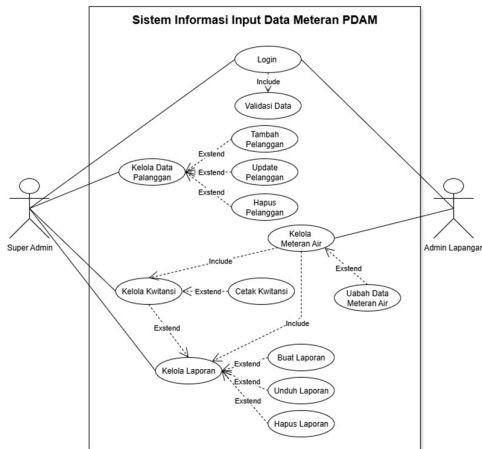 Sistem Informasi Input Data Meteran PDAM
Login
Include
Validasi Data
Tambah
Pelanggan
Exstend
Kelola Data
Palanggan
Exstend
Update
Pelanggan
Exstend
Hapus
Pelanggan
Super Admin
Admin Lapangan
Kelola
Meteran Air
Include
Exstend
Kelola Kwitansi
Exstend
Cetak Kwitansi
Uabah Data
Meteran Air
Exstend
Include
Buat Laporan
Exstend
Kelola Laporan
Exstend
Unduh Laporan
Exstend
Hapus Laporan